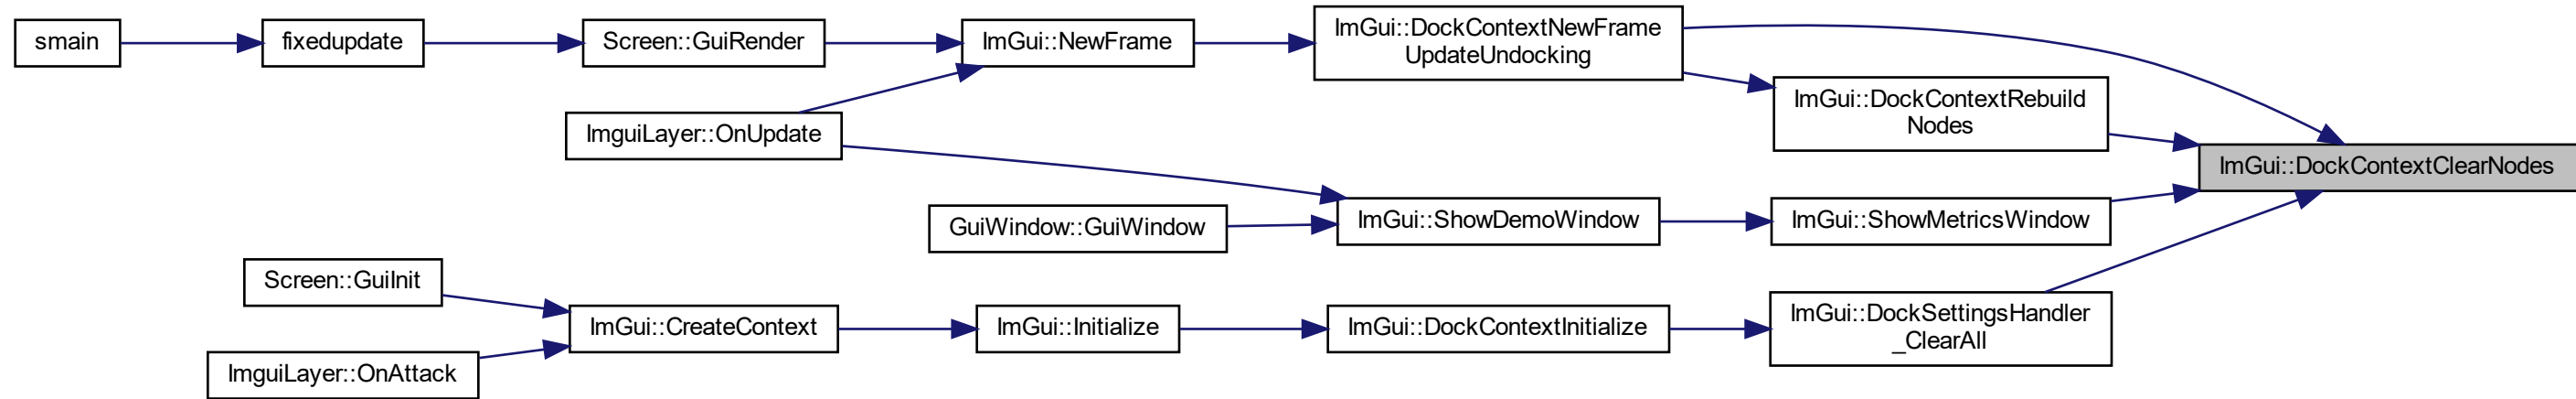 smain
fixedupdate
Screen::GuiRender
ImGui::NewFrame
ImGui::DockContextNewFrame
UpdateUndocking
ImGui::DockContextRebuild
Nodes
ImguiLayer::OnUpdate
ImGui::DockContextClearNodes
GuiWindow::GuiWindow
ImGui::ShowDemoWindow
ImGui::ShowMetricsWindow
Screen::GuiInit
ImGui::CreateContext
ImGui::Initialize
ImGui::DockContextInitialize
ImGui::DockSettingsHandler
_ClearAll
ImguiLayer::OnAttack